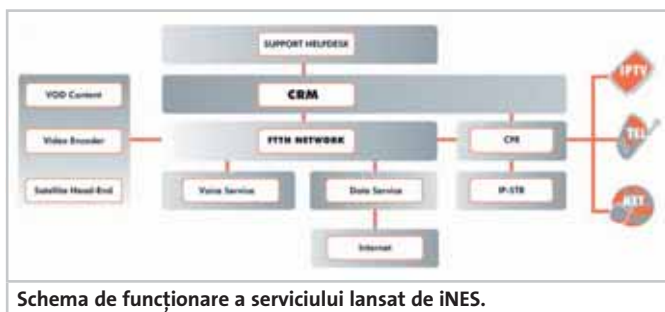 SUPPORT HELPDESK
VOD Content
CRM
IPTV
Video Encoder
FTTH NETWORK
CPE
TEL
Satellite Head-End
Voice Service
Data Service
IP-STB
NET
Internet
Schema de funcționare a serviciului lansat de iNES.